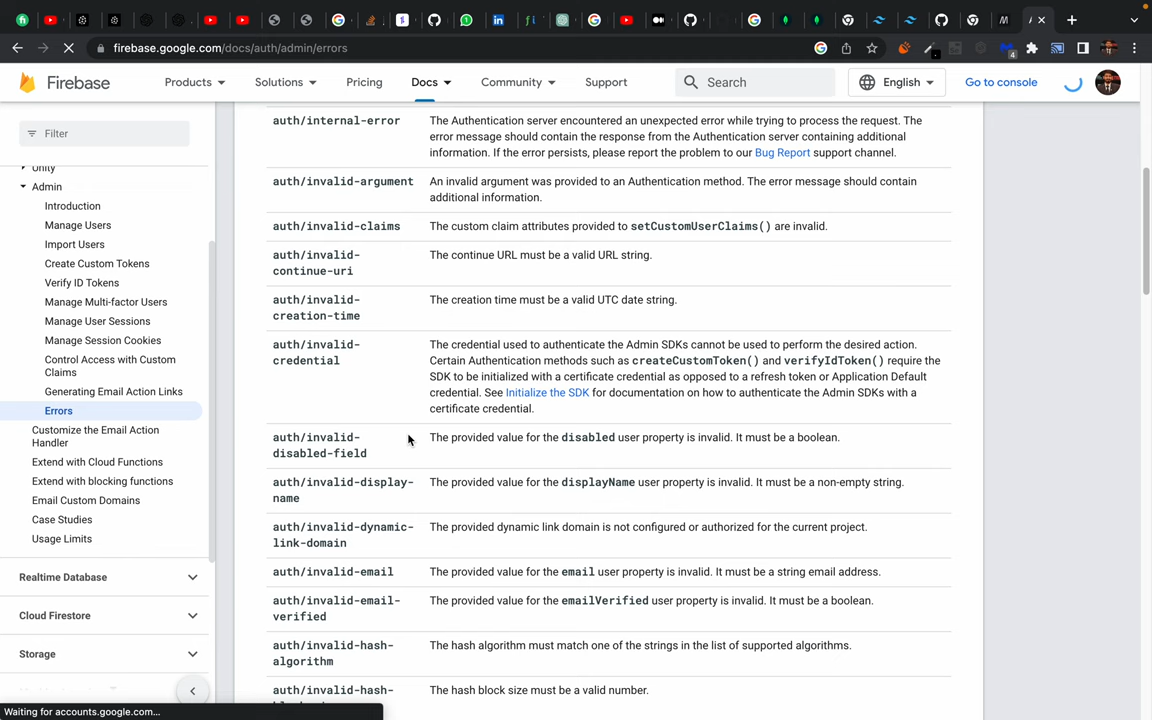 firebase.google.com/docs/auth/admin/errors
4
Firebase
Products
Solutions
Pricing
Docs
Community
Support
Search
English
Go to console
Filter
Unity
Admin
Introduction
Manage Users
Import Users
Create Custom Tokens
Verify ID Tokens
Manage Multi-factor Users
Manage User Sessions
Manage Session Cookies
Control Access with Custom
Claims
Generating Email Action Links
Errors
Customize the Email Action
Handler
Extend with Cloud Functions
Extend with blocking functions
Email Custom Domains
Case Studies
Usage Limits
Realtime Database
Cloud Firestore
Storage
auth/internal-error
The Authentication server encountered an unexpected error while trying to process the request. The
error message should contain the response from the Authentication server containing additional
information. If the error persists, please report the problem to our Bug Report support channel.
auth/invalid-argument
An invalid argument was provided to an Authentication method. The error message should contain
additional information.
auth/invalid-claims
The custom claim attributes provided to setCustomUserClaims() are invalid.
auth/invalid-
continue-uri
The continue URL must be a valid URL string.
auth/invalid-
creation-time
The creation time must be a valid UTC date string.
auth/invalid-
credential
The credential used to authenticate the Admin SDKs cannot be used to perform the desired action.
Certain Authentication methods such as createCustomToken() and verifyIdToken() require the
SDK to be initialized with a certificate credential as opposed to a refresh token or Application Default
credential. See Initialize the SDK for documentation on how to authenticate the Admin SDKs with a
certificate credential.
auth/invalid-
disabled-field
The provided value for the disabled user property is invalid. It must be a boolean.
auth/invalid-display-
name
The provided value for the displayName user property is invalid. It must be a non-empty string.
auth/invalid-dynamic-
link-domain
The provided dynamic link domain is not configured or authorized for the current project.
auth/invalid-email
The provided value for the email user property is invalid. It must be a string email address.
auth/invalid-email-
verified
The provided value for the emailVerified user property is invalid. It must be a boolean.
auth/invalid-hash-
algorithm
The hash algorithm must match one of the strings in the list of supported algorithms.
auth/invalid-hash-
The hash block size must be a valid number.
Waiting for accounts.google.com...